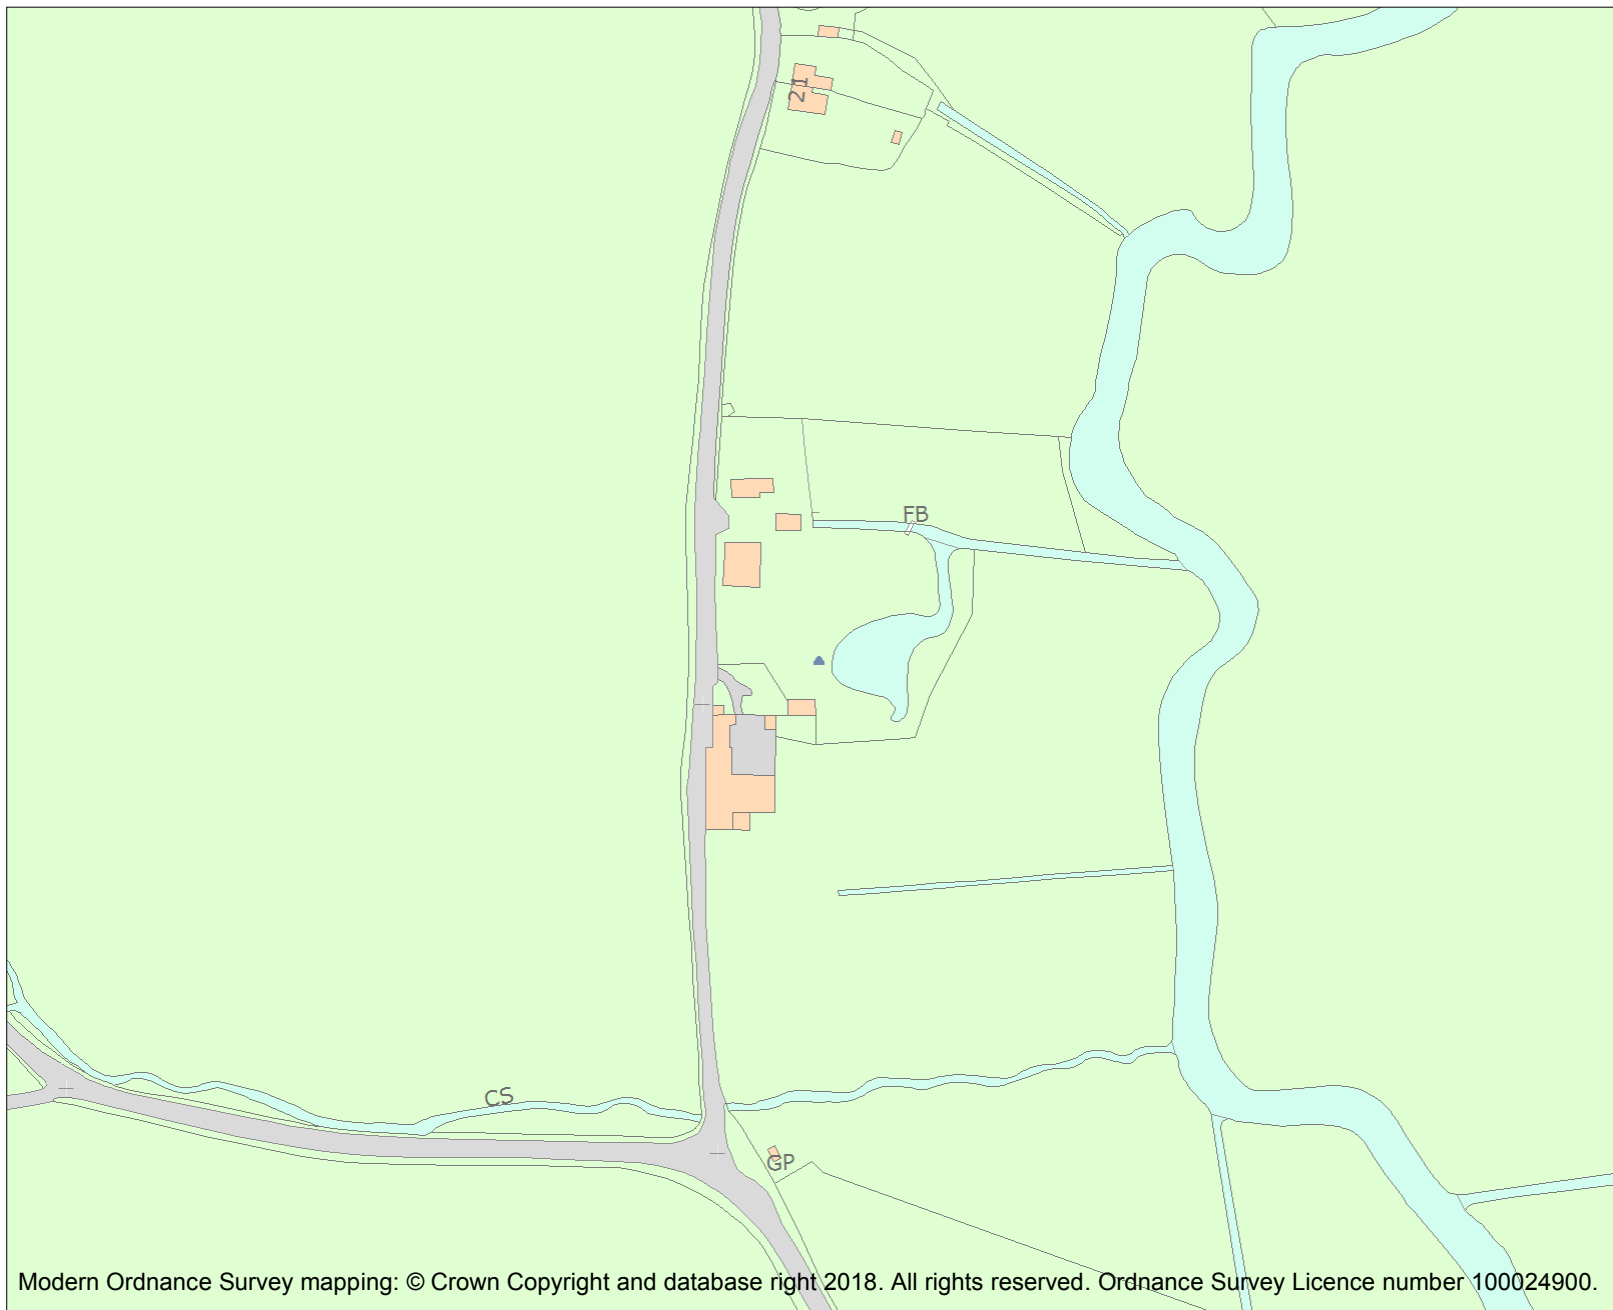 21
FB
CS
GP
Modern Ordnance Survey mapping: © Crown Copyright and database right 2018. All rights reserved. Ordnance Survey Licence number 100024900.